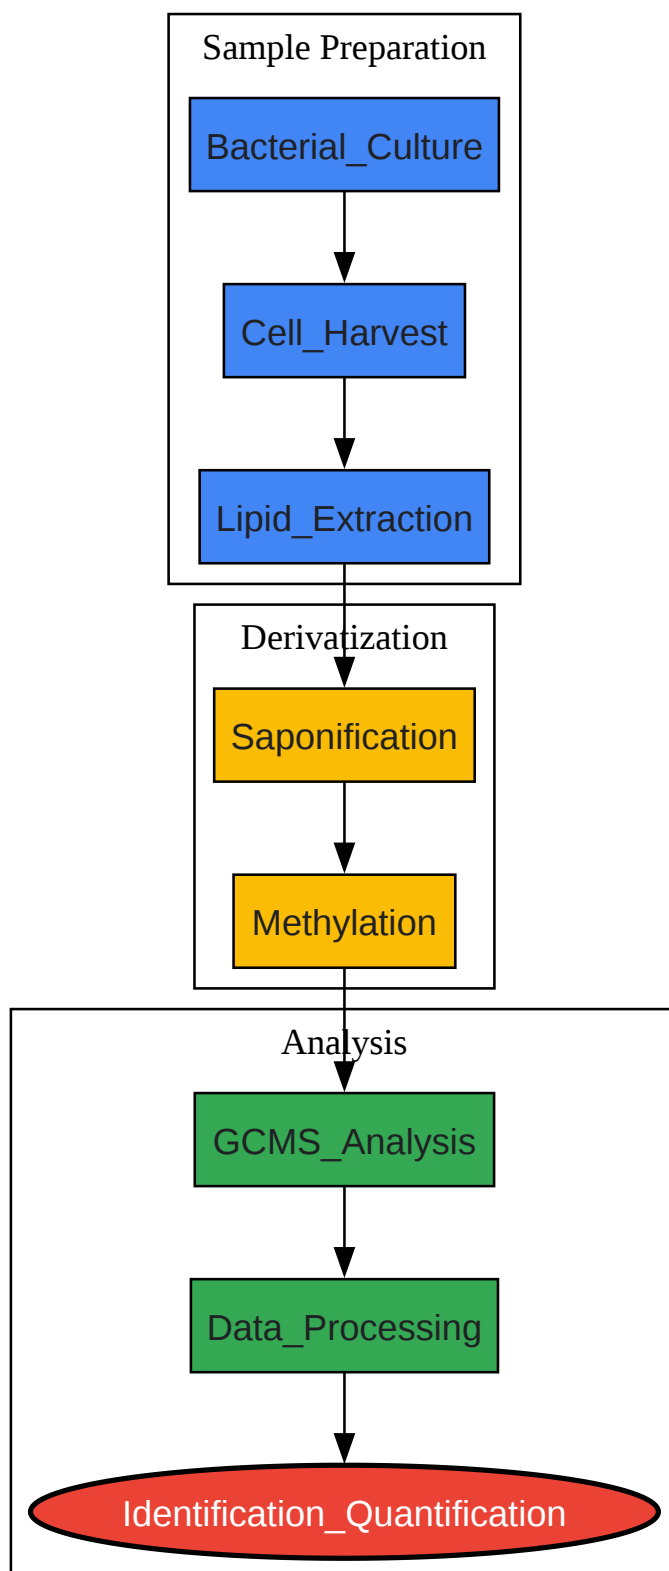 Sample Preparation
Bacterial_Culture
Cell_Harvest
Lipid_Extraction
Derivatization
Saponification
Methylation
Analysis
GCMS_Analysis
Data_Processing
Identification_Quantification